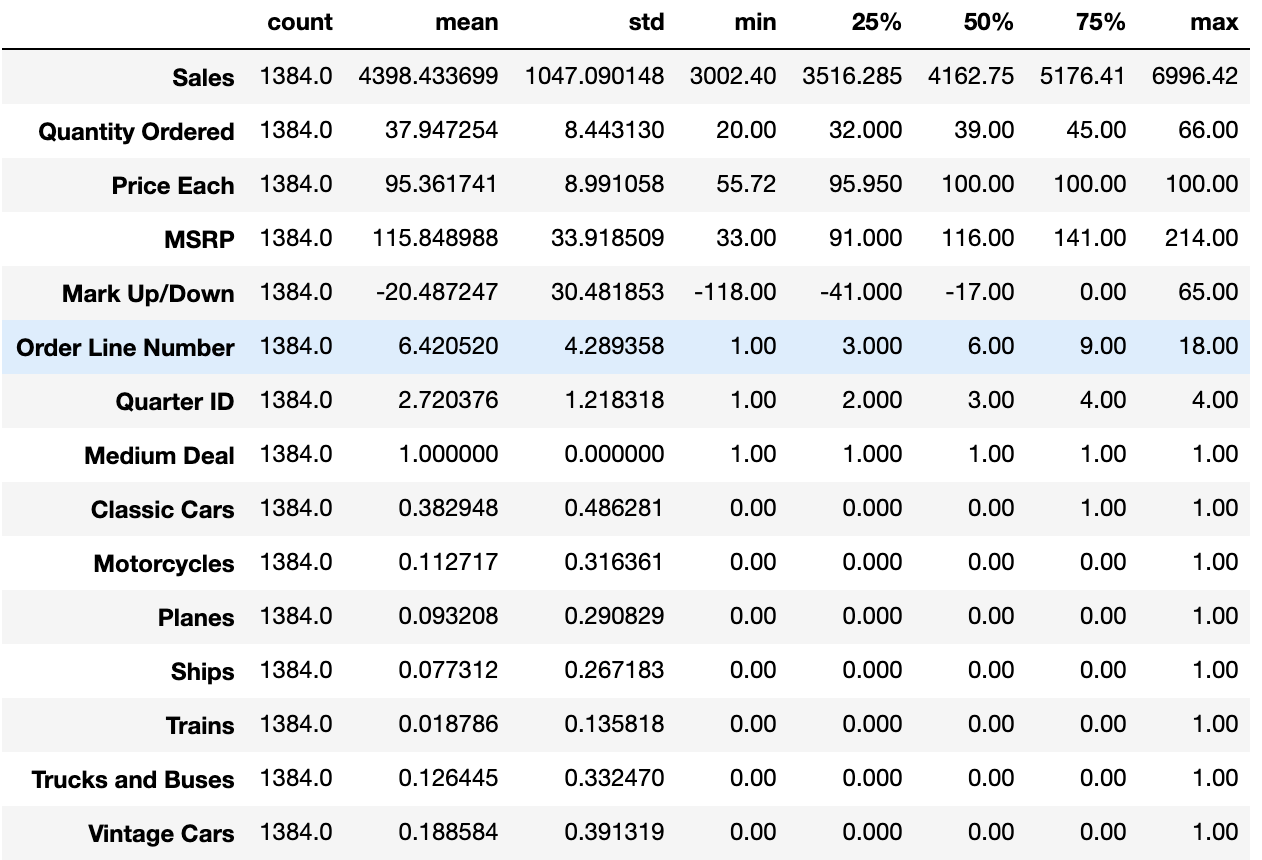 count mean std min 25% 50% 75% max
Sales 1384.0 4398.433699 1047.090148 3002.40 3516.285 4162.75 5176.41 6996.42
Quantity Ordered 1384.0 37.947254 8.443130 20.00 32.000 39.00 45.00 66.00
Price Each 1384.0 95.361741 8.991058 55.72 95.950 100.00 100.00 100.00
MSRP 1384.0 115.848988 33.918509 33.00 91.000 116.00 141.00 214.00
Mark Up/Down 1384.0 -20.487247 30.481853 -118.00 -41.000 -17.00 0.00 65.00
Order Line Number 1384.0 6.420520 4.289358 1.00 3.000 6.00 9.00 18.00
Quarter ID 1384.0 2.720376 1.218318 1.00 2.000 3.00 4.00 4.00
Medium Deal 1384.0 1.000000 0.000000 1.00 1.000 1.00 1.00 1.00
Classic Cars 1384.0 0.382948 0.486281 0.00 0.000 0.00 1.00 1.00
Motorcycles 1384.0 0.112717 0.316361 0.00 0.000 0.00 0.00 1.00
Planes 1384.0 0.093208 0.290829 0.00 0.000 0.00 0.00 1.00
Ships 1384.0 0.077312 0.267183 0.00 0.000 0.00 0.00 1.00
Trains 1384.0 0.018786 0.135818 0.00 0.000 0.00 0.00 1.00
Trucks and Buses 1384.0 0.126445 0.332470 0.00 0.000 0.00 0.00 1.00
Vintage Cars 1384.0 0.188584 0.391319 0.00 0.000 0.00 0.00 1.00